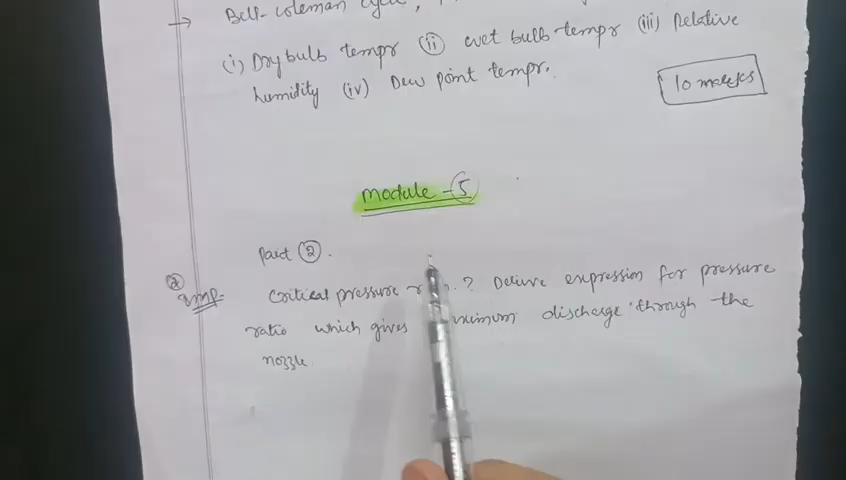 → Bell-coleman cycle,
(i) Dry bulb tempr (ii) wet bulb tempr (iii) Relative
humidity (iv) Dew point tempr.
10 marks
Module-5
Part 2.
Imp. Critical pressure ? Derive expression for pressure
ratio which gives discharge through the
nozzle.